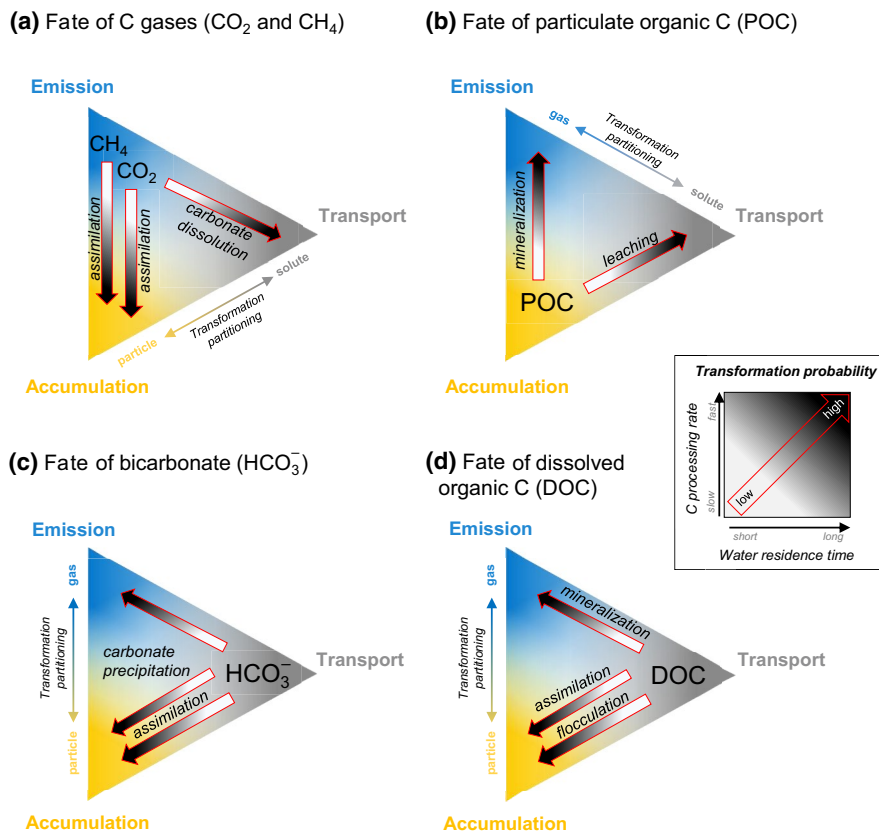 (a) Fate of C gases (CO₂ and CH₄)
Emission
CH₄
CO₂
assimilation
assimilation
carbonate
dissolution
Transport
solute
Transformation
partitioning
particle
Accumulation
(b) Fate of particulate organic C (POC)
Emission
gas
Transformation
partitioning
solute
mineralization
leaching
POC
Transport
Accumulation
Transformation probability
C processing rate
fast
slow
high
low
short
long
Water residence time
(c) Fate of bicarbonate (HCO₃⁻)
Emission
gas
Transformation
partitioning
particle
carbonate
precipitation
HCO₃⁻
assimilation
Transport
Accumulation
(d) Fate of dissolved
organic C (DOC)
Emission
gas
Transformation
partitioning
particle
mineralization
assimilation
flocculation
DOC
Transport
Accumulation